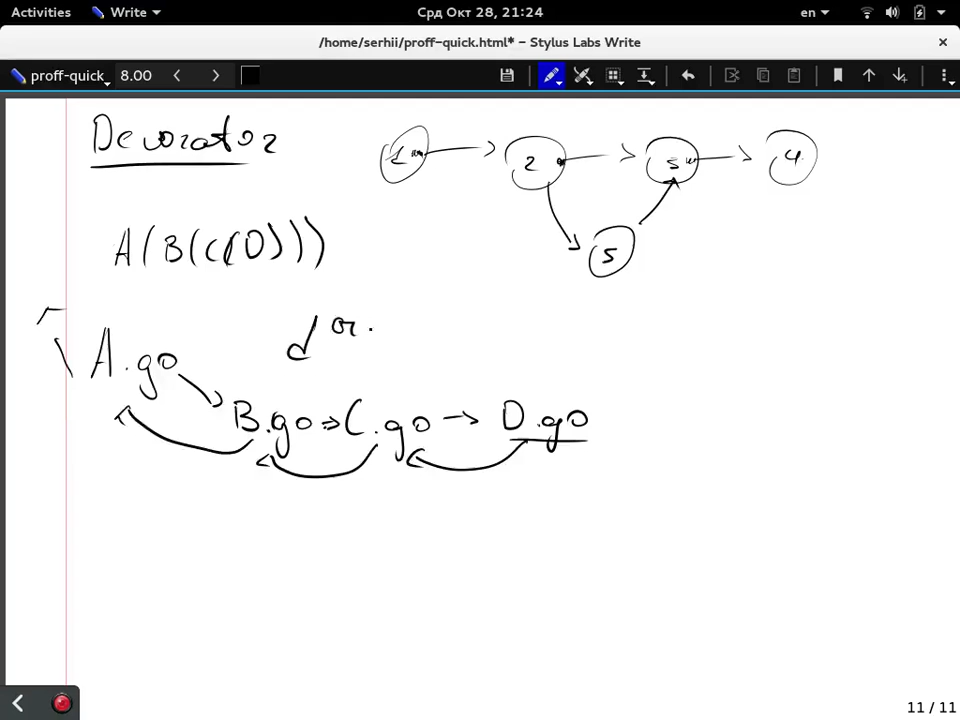 Activities Write Срд Окт 28, 21:24 en
/home/serhii/proff-quick.html* – Stylus Labs Write
proff-quick 8.00
Decorator
1 2 3 4
5
A(B(C(D)))
A.go
B.go C.go D.go
11 / 11